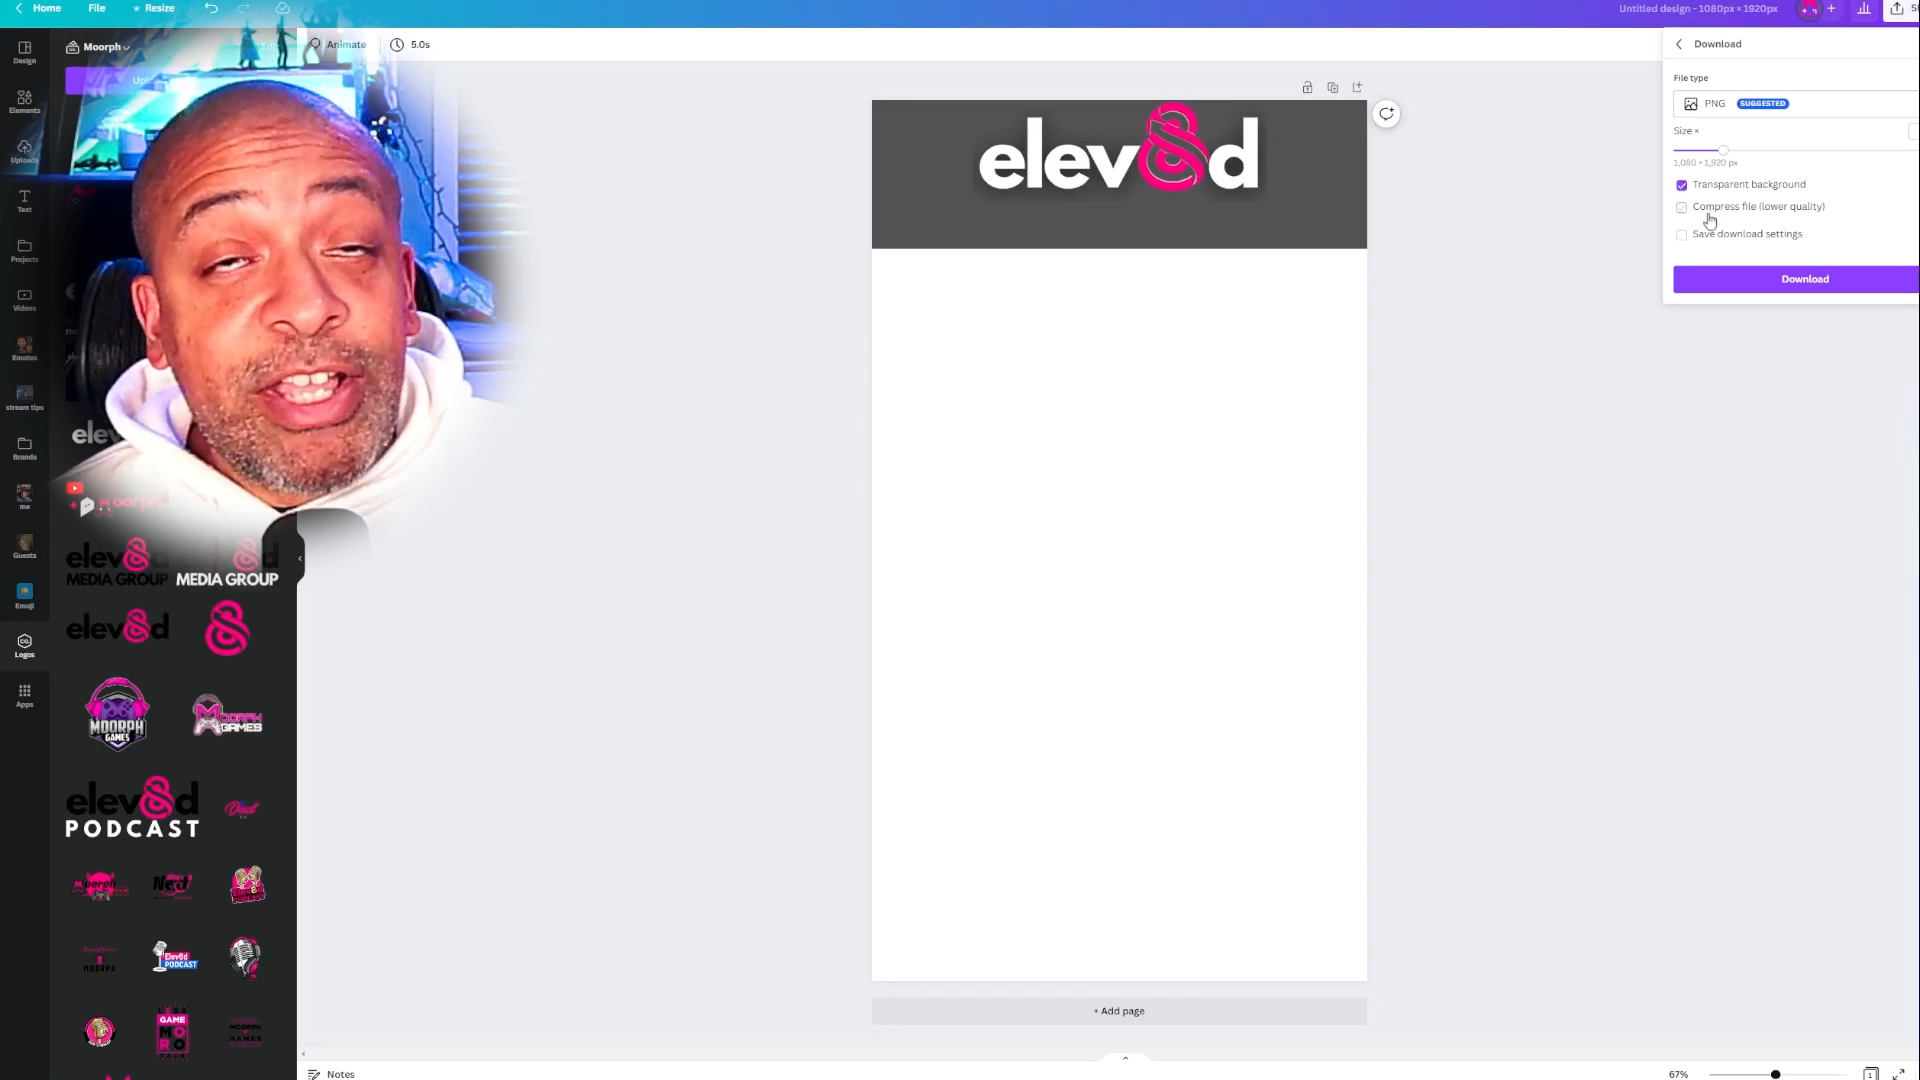 Home File Resize
Untitled design - 1080px × 1920px
Design
Elements
Uploads
Text
Projects
Videos
Emotes
stream tips
Brands
me
Guests
Emoji
Logos
Apps
Moorph
elev8d
MEDIA GROUP
MEDIA GROUP
elev8d
MOORPH
GAMES
MOORPH
GAMES
elev8d
PODCAST
Elev8d
PODCAST
GAME
Animate 5.0s
elev8d
+ Add page
Notes
67%
1
Download
File type
PNG SUGGESTED
Size ×
1,080 × 1,920 px
Transparent background
Compress file (lower quality)
Save download settings
Download